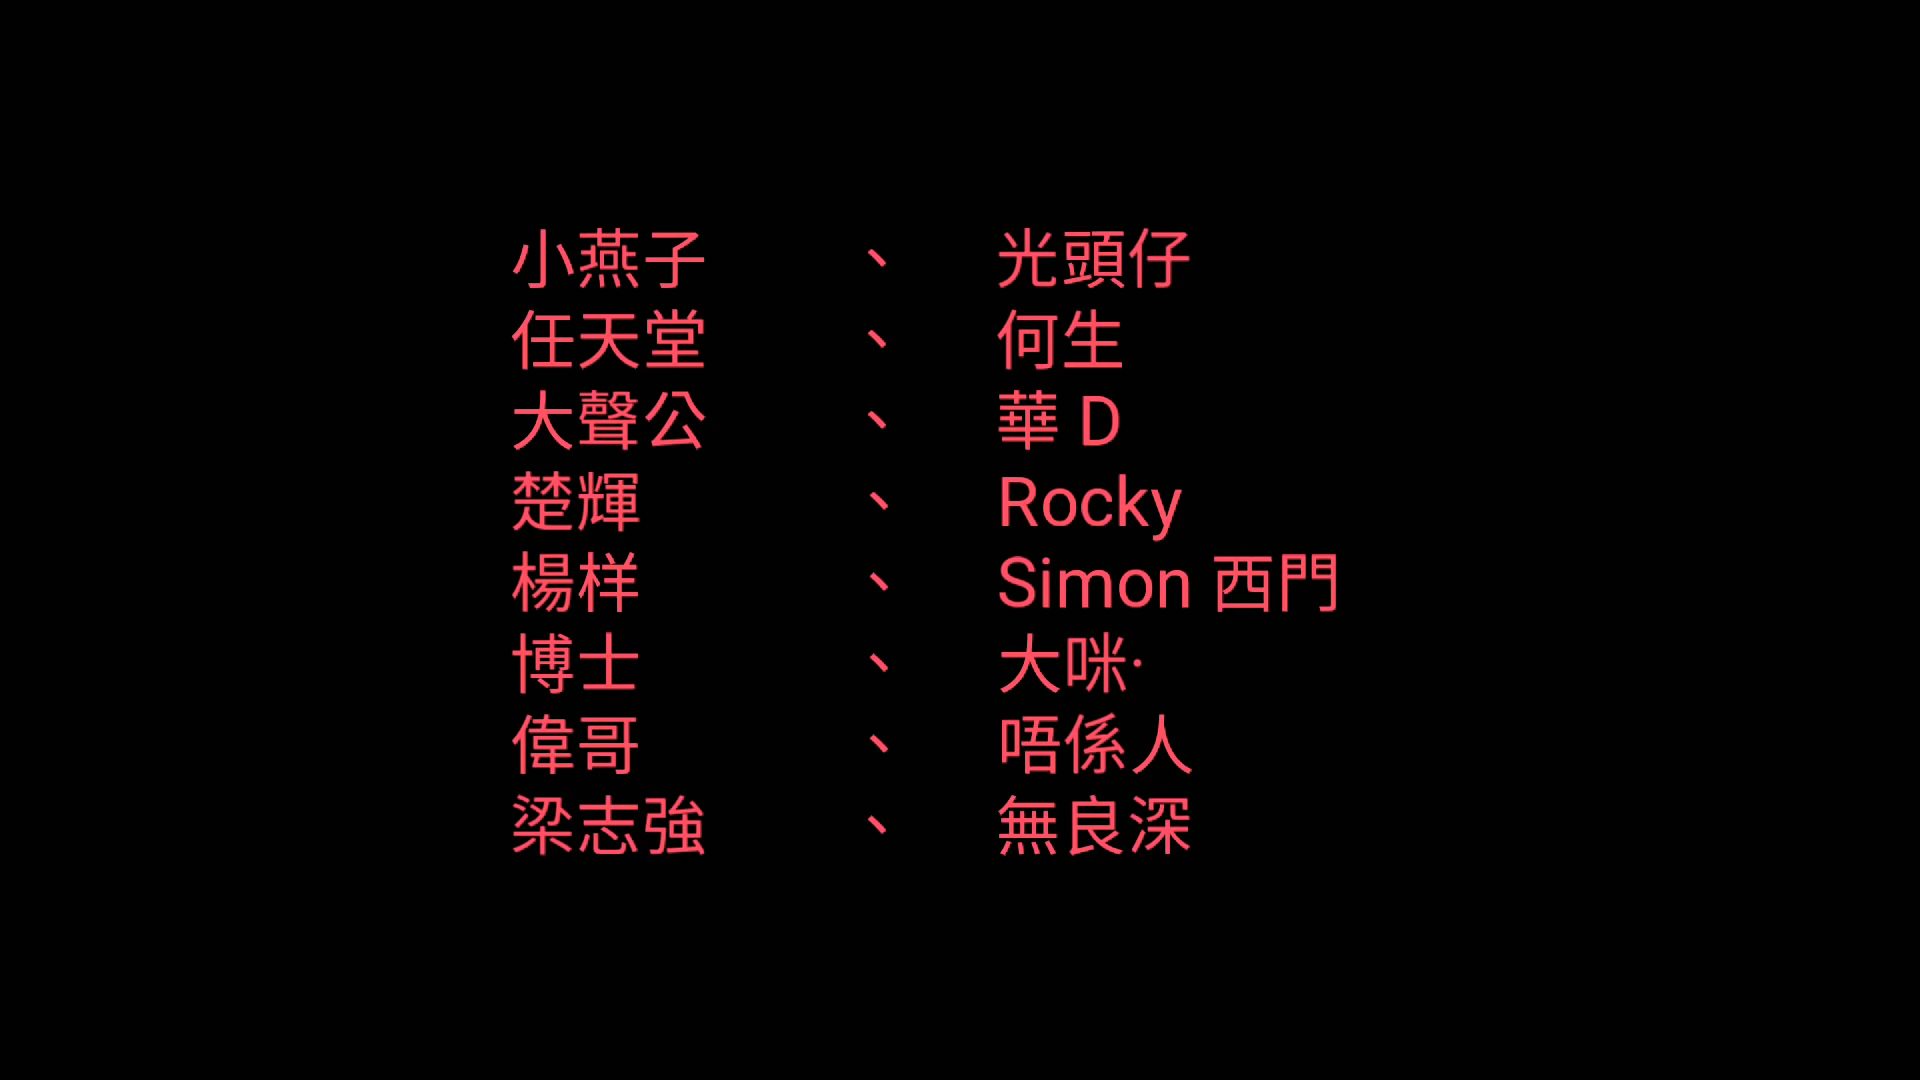 小燕子 、 光頭仔
任天堂 、 何生
大聲公 、 華 D
楚輝 、 Rocky
楊样 、 Simon 西門
博士 、 大咪·
偉哥 、 唔係人
梁志強 、 無良深